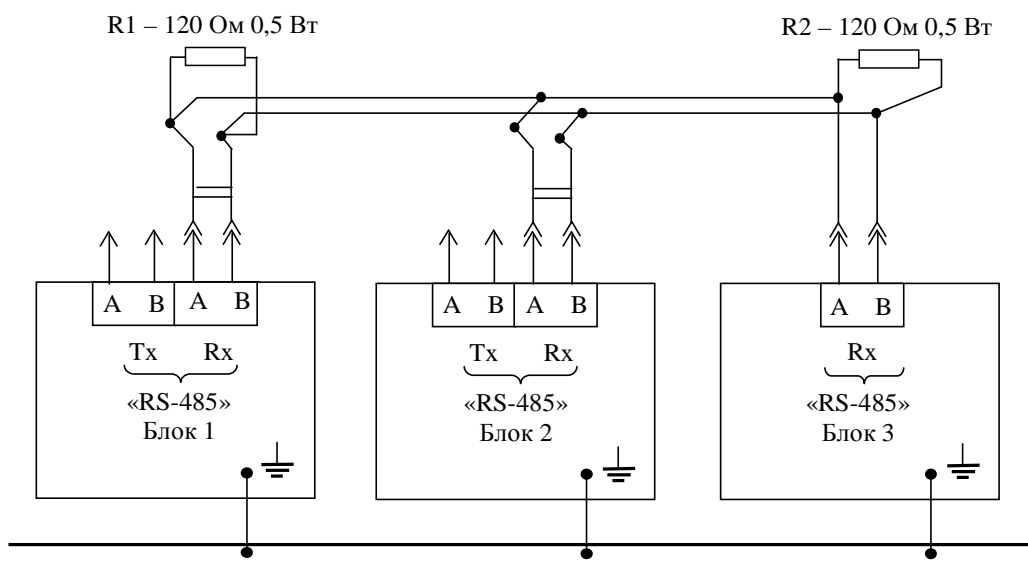 R1 – 120 Ом 0,5 Вт
R2 – 120 Ом 0,5 Вт
A B A B
Tx Rx
«RS-485»
Блок 1
A B A B
Tx Rx
«RS-485»
Блок 2
A B
Rx
«RS-485»
Блок 3